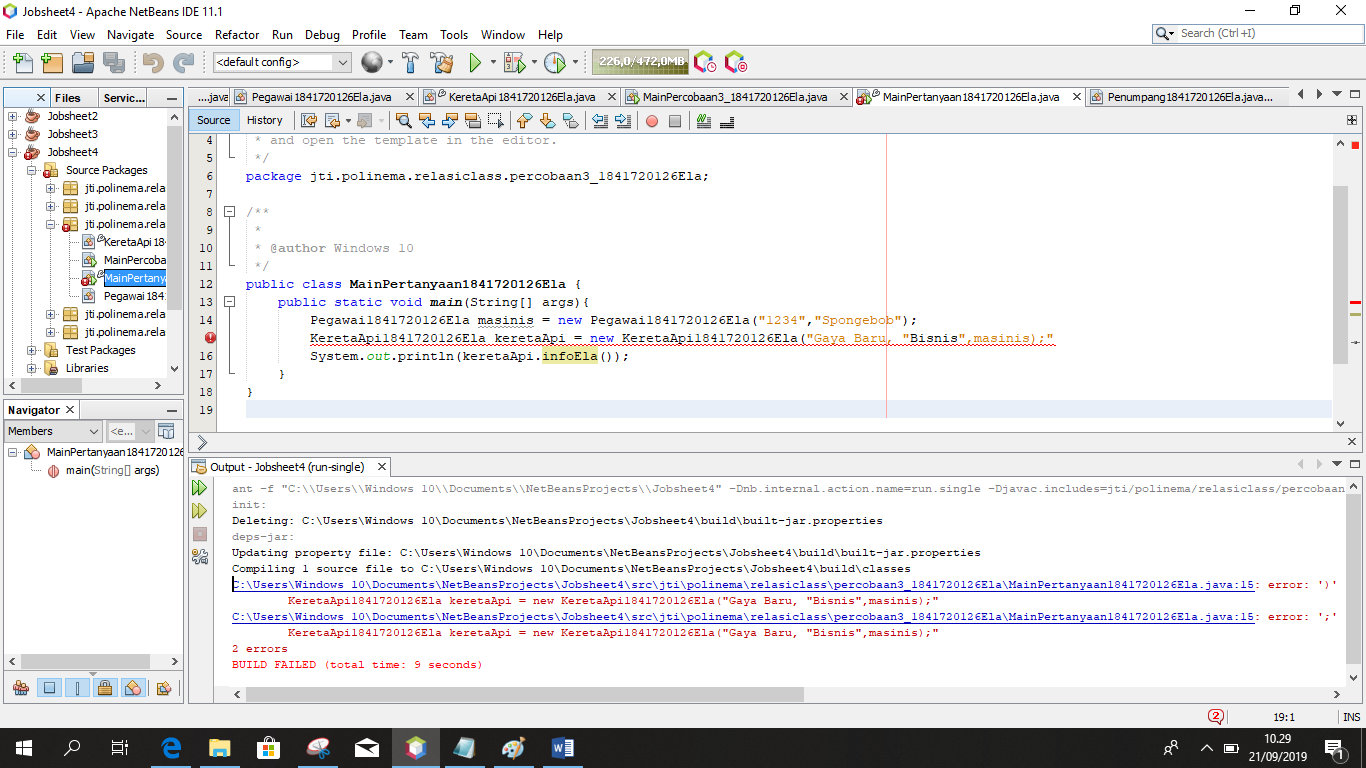 Jobsheet4 - Apache NetBeans IDE 11.1
File Edit View Navigate Source Refactor Run Debug Profile Team Tools Window Help
Search (Ctrl+I)
<default config>
226,0/472,0MB
Files Servic...
....java Pegawai1841720126Ela.java KeretaApi1841720126Ela.java MainPercobaan3_1841720126Ela.java MainPertanyaan1841720126Ela.java Penumpang1841720126Ela.java...
Jobsheet2
Jobsheet3
Jobsheet4
Source Packages
jti.polinema.rela
jti.polinema.rela
jti.polinema.rela
KeretaApi18
MainPercoba
MainPertanya
Pegawai184
jti.polinema.rela
jti.polinema.rela
Test Packages
Libraries
Source History
4 * and open the template in the editor.
5 */
6 package jti.polinema.relasiclass.percobaan3_1841720126Ela;
7
8 /**
9 *
10 * @author Windows 10
11 */
12 public class MainPertanyaan1841720126Ela {
13 public static void main(String[] args){
14 Pegawai1841720126Ela masinis = new Pegawai1841720126Ela("1234","Spongebob");
KeretaApi1841720126Ela keretaApi = new KeretaApi1841720126Ela("Gaya Baru, "Bisnis",masinis);"
16 System.out.println(keretaApi.infoEla());
17 }
18 }
19
Navigator
Members <e...
MainPertanyaan184172012
main(String[] args)
Output - Jobsheet4 (run-single)
ant -f "C:\\Users\\Windows 10\\Documents\\NetBeansProjects\\Jobsheet4" -Dnb.internal.action.name=run.single -Djavac.includes=jti/polinema/relasiclass/percobaan
init:
Deleting: C:\Users\Windows 10\Documents\NetBeansProjects\Jobsheet4\build\built-jar.properties
deps-jar:
Updating property file: C:\Users\Windows 10\Documents\NetBeansProjects\Jobsheet4\build\built-jar.properties
Compiling 1 source file to C:\Users\Windows 10\Documents\NetBeansProjects\Jobsheet4\build\classes
C:\Users\Windows 10\Documents\NetBeansProjects\Jobsheet4\src\jti\polinema\relasiclass\percobaan3_1841720126Ela\MainPertanyaan1841720126Ela.java:15: error: ')'
KeretaApi1841720126Ela keretaApi = new KeretaApi1841720126Ela("Gaya Baru, "Bisnis",masinis);"
C:\Users\Windows 10\Documents\NetBeansProjects\Jobsheet4\src\jti\polinema\relasiclass\percobaan3_1841720126Ela\MainPertanyaan1841720126Ela.java:15: error: ';'
KeretaApi1841720126Ela keretaApi = new KeretaApi1841720126Ela("Gaya Baru, "Bisnis",masinis);"
2 errors
BUILD FAILED (total time: 9 seconds)
2 19:1 INS
10.29
21/09/2019
1